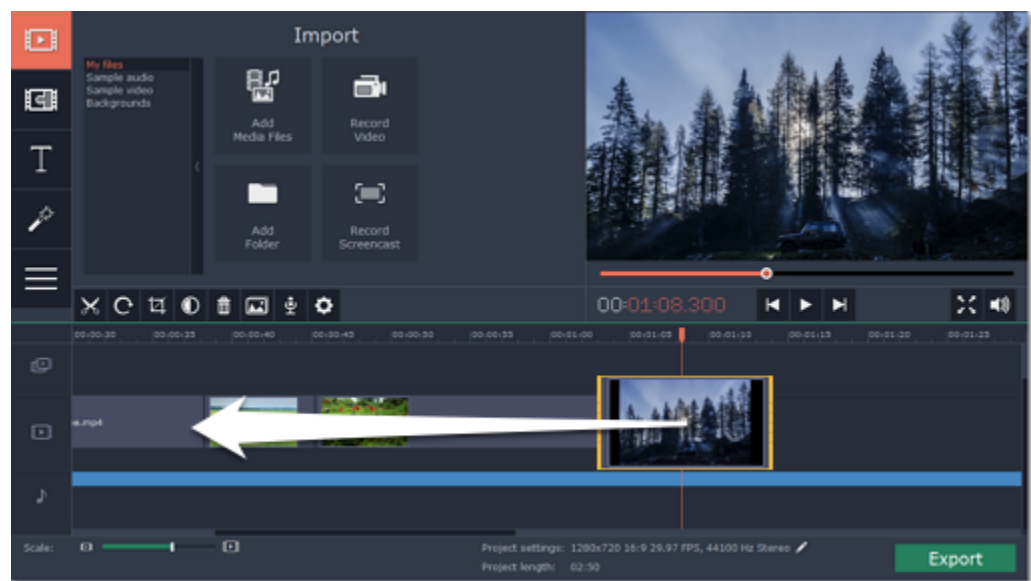 Import
My files
Sample audio
Sample video
Backgrounds
Add
Media Files
Record
Video
Add
Folder
Record
Screencast
T
00:01:08.300
00:00:30 00:00:35 00:00:40 00:00:45 00:00:50 00:00:55 00:01:00 00:01:05 00:01:10 00:01:15 00:01:20 00:01:25
Scale:
Project settings: 1280x720 16:9 29.97 FPS, 44100 Hz Stereo
Project length: 02:50
Export